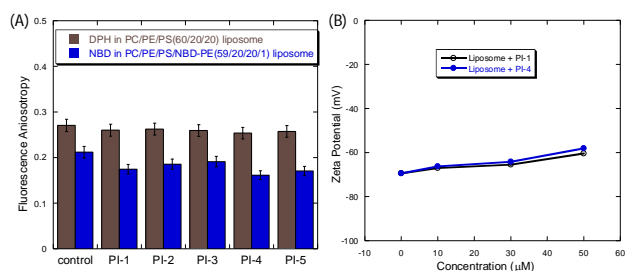 (A)
0.5
0.4
0.3
0.2
0.1
0
Fluorescence Aniosotropy
DPH in PC/PE/PS(60/20/20) liposome
NBD in PC/PE/PS/NBD-PE(59/20/20/1) liposome
control PI-1 PI-2 PI-3 PI-4 PI-5
(B)
0
-20
-40
-60
-80
-100
Zeta Potential (mV)
Liposome + PI-1
Liposome + PI-4
0 10 20 30 40 50 60
Concentration (μM)